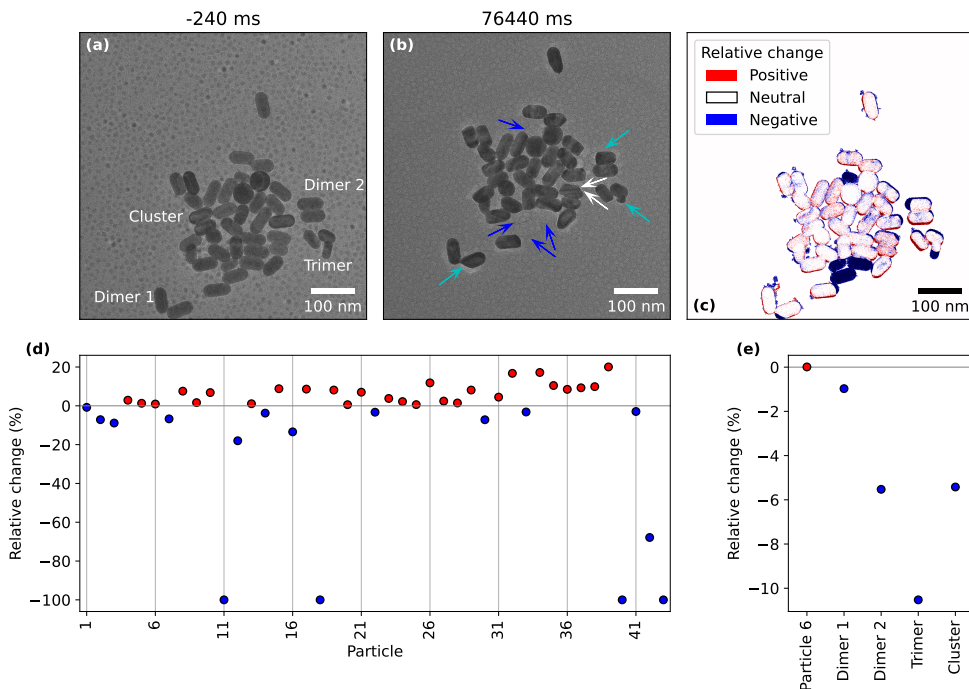 -240 ms
76440 ms
(a)
Cluster
Dimer 2
Trimer
Dimer 1
100 nm
(b)
100 nm
Relative change
Positive
Neutral
Negative
(c)
100 nm
(d)
Relative change (%)
20
0
−20
−40
−60
−80
−100
1
6
11
16
21
26
31
36
41
Particle
(e)
Relative change (%)
0
−2
−4
−6
−8
−10
Particle 6
Dimer 1
Dimer 2
Trimer
Cluster